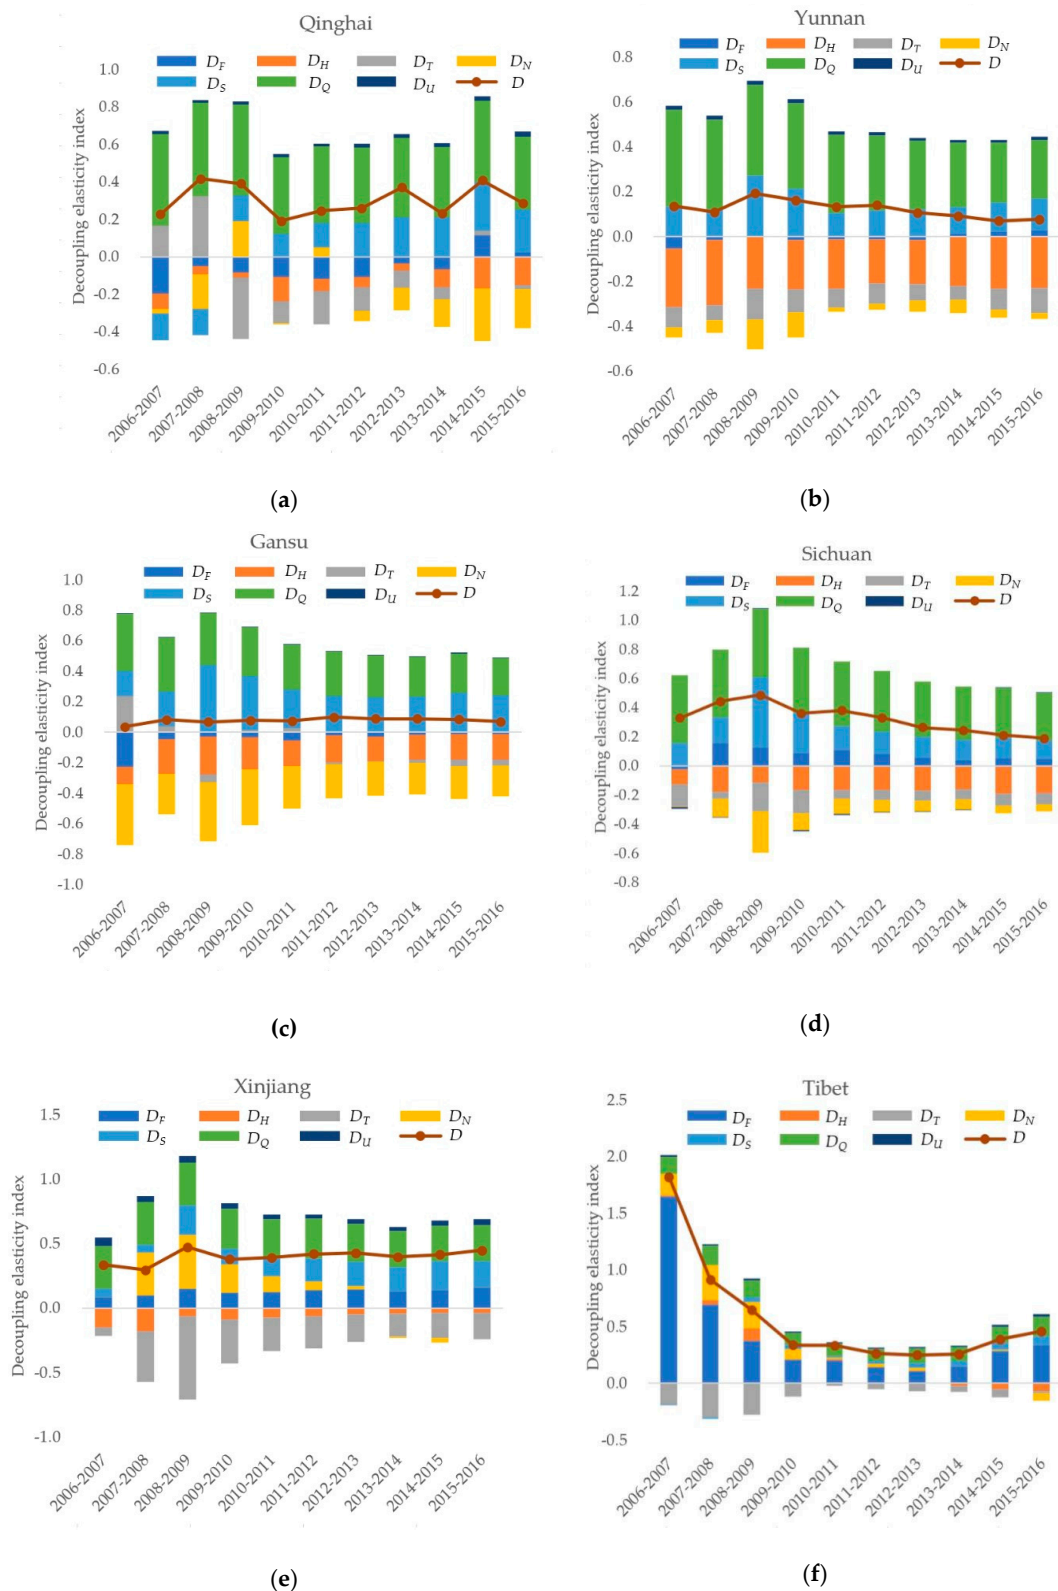 Qinghai
D_F D_H D_T D_N
D_S D_Q D_U D
Decoupling elasticity index
1.0
0.8
0.6
0.4
0.2
0.0
-0.2
-0.4
-0.6
2006-2007 2007-2008 2008-2009 2009-2010 2010-2011 2011-2012 2012-2013 2013-2014 2014-2015 2015-2016
(a)
Yunnan
D_F D_H D_T D_N
D_S D_Q D_U D
Decoupling elasticity index
0.8
0.6
0.4
0.2
0.0
-0.2
-0.4
-0.6
2006-2007 2007-2008 2008-2009 2009-2010 2010-2011 2011-2012 2012-2013 2013-2014 2014-2015 2015-2016
(b)
Gansu
D_F D_H D_T D_N
D_S D_Q D_U D
Decoupling elasticity index
1.0
0.8
0.6
0.4
0.2
0.0
-0.2
-0.4
-0.6
-0.8
-1.0
2006-2007 2007-2008 2008-2009 2009-2010 2010-2011 2011-2012 2012-2013 2013-2014 2014-2015 2015-2016
(c)
Sichuan
D_F D_H D_T D_N
D_S D_Q D_U D
Decoupling elasticity index
1.2
1.0
0.8
0.6
0.4
0.2
0.0
-0.2
-0.4
-0.6
-0.8
2006-2007 2007-2008 2008-2009 2009-2010 2010-2011 2011-2012 2012-2013 2013-2014 2014-2015 2015-2016
(d)
Xinjiang
D_F D_H D_T D_N
D_S D_Q D_U D
Decoupling elasticity index
1.5
1.0
0.5
0.0
-0.5
-1.0
2006-2007 2007-2008 2008-2009 2009-2010 2010-2011 2011-2012 2012-2013 2013-2014 2014-2015 2015-2016
(e)
Tibet
D_F D_H D_T D_N
D_S D_Q D_U D
Decoupling elasticity index
2.5
2.0
1.5
1.0
0.5
0.0
-0.5
2006-2007 2007-2008 2008-2009 2009-2010 2010-2011 2011-2012 2012-2013 2013-2014 2014-2015 2015-2016
(f)